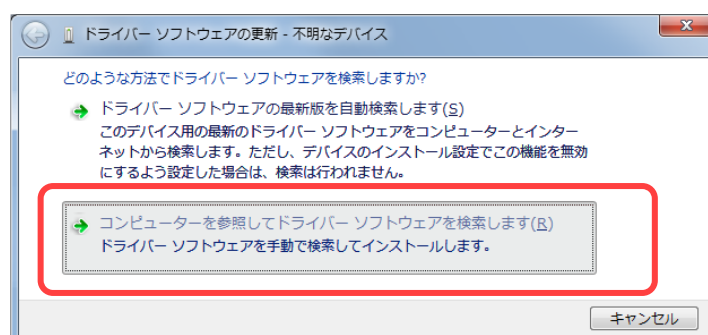 ドライバー ソフトウェアの更新 - 不明なデバイス
どのような方法でドライバー ソフトウェアを検索しますか?
ドライバー ソフトウェアの最新版を自動検索します(S)
このデバイス用の最新のドライバー ソフトウェアをコンピューターとインター
ネットから検索します。ただし、デバイスのインストール設定でこの機能を無効
にするよう設定した場合は、検索は行われません。
コンピューターを参照してドライバー ソフトウェアを検索します(R)
ドライバー ソフトウェアを手動で検索してインストールします。
キャンセル